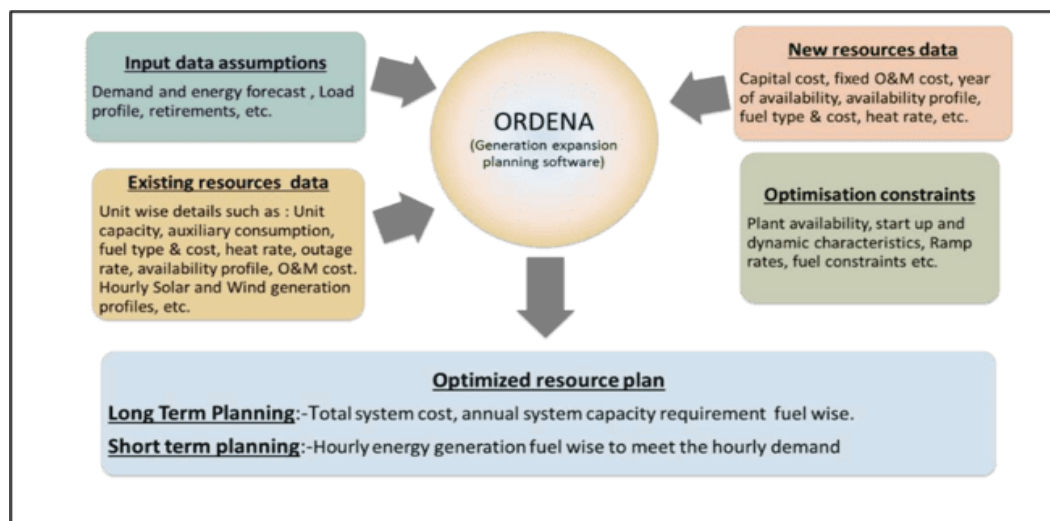 Input data assumptions
Demand and energy forecast , Load
profile, retirements, etc.
Existing resources  data
Unit wise details such as : Unit
capacity, auxiliary consumption,
fuel type & cost, heat rate, outage
rate, availability profile, O&M cost.
Hourly Solar and Wind generation
profiles, etc.
ORDENA
(Generation expansion
planning software)
New resources data
Capital cost, fixed O&M cost, year
of availability, availability profile,
fuel type & cost, heat rate, etc.
Optimisation constraints
Plant availability, start up and
dynamic characteristics, Ramp
rates, fuel constraints etc.
Optimized resource plan
Long Term Planning:-Total system cost, annual system capacity requirement  fuel wise.
Short term planning:-Hourly energy generation fuel wise to meet the hourly demand